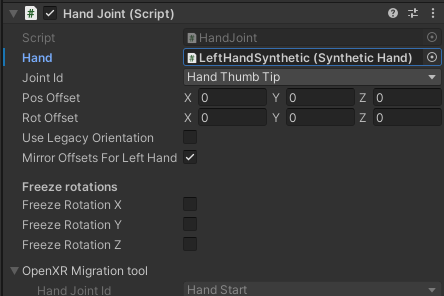 Hand Joint (Script)
Script HandJoint
Hand LeftHandSynthetic (Synthetic Hand)
Joint Id Hand Thumb Tip
Pos Offset X 0 Y 0 Z 0
Rot Offset X 0 Y 0 Z 0
Use Legacy Orientation
Mirror Offsets For Left Hand
Freeze rotations
Freeze Rotation X
Freeze Rotation Y
Freeze Rotation Z
OpenXR Migration tool
Hand Joint Id Hand Start